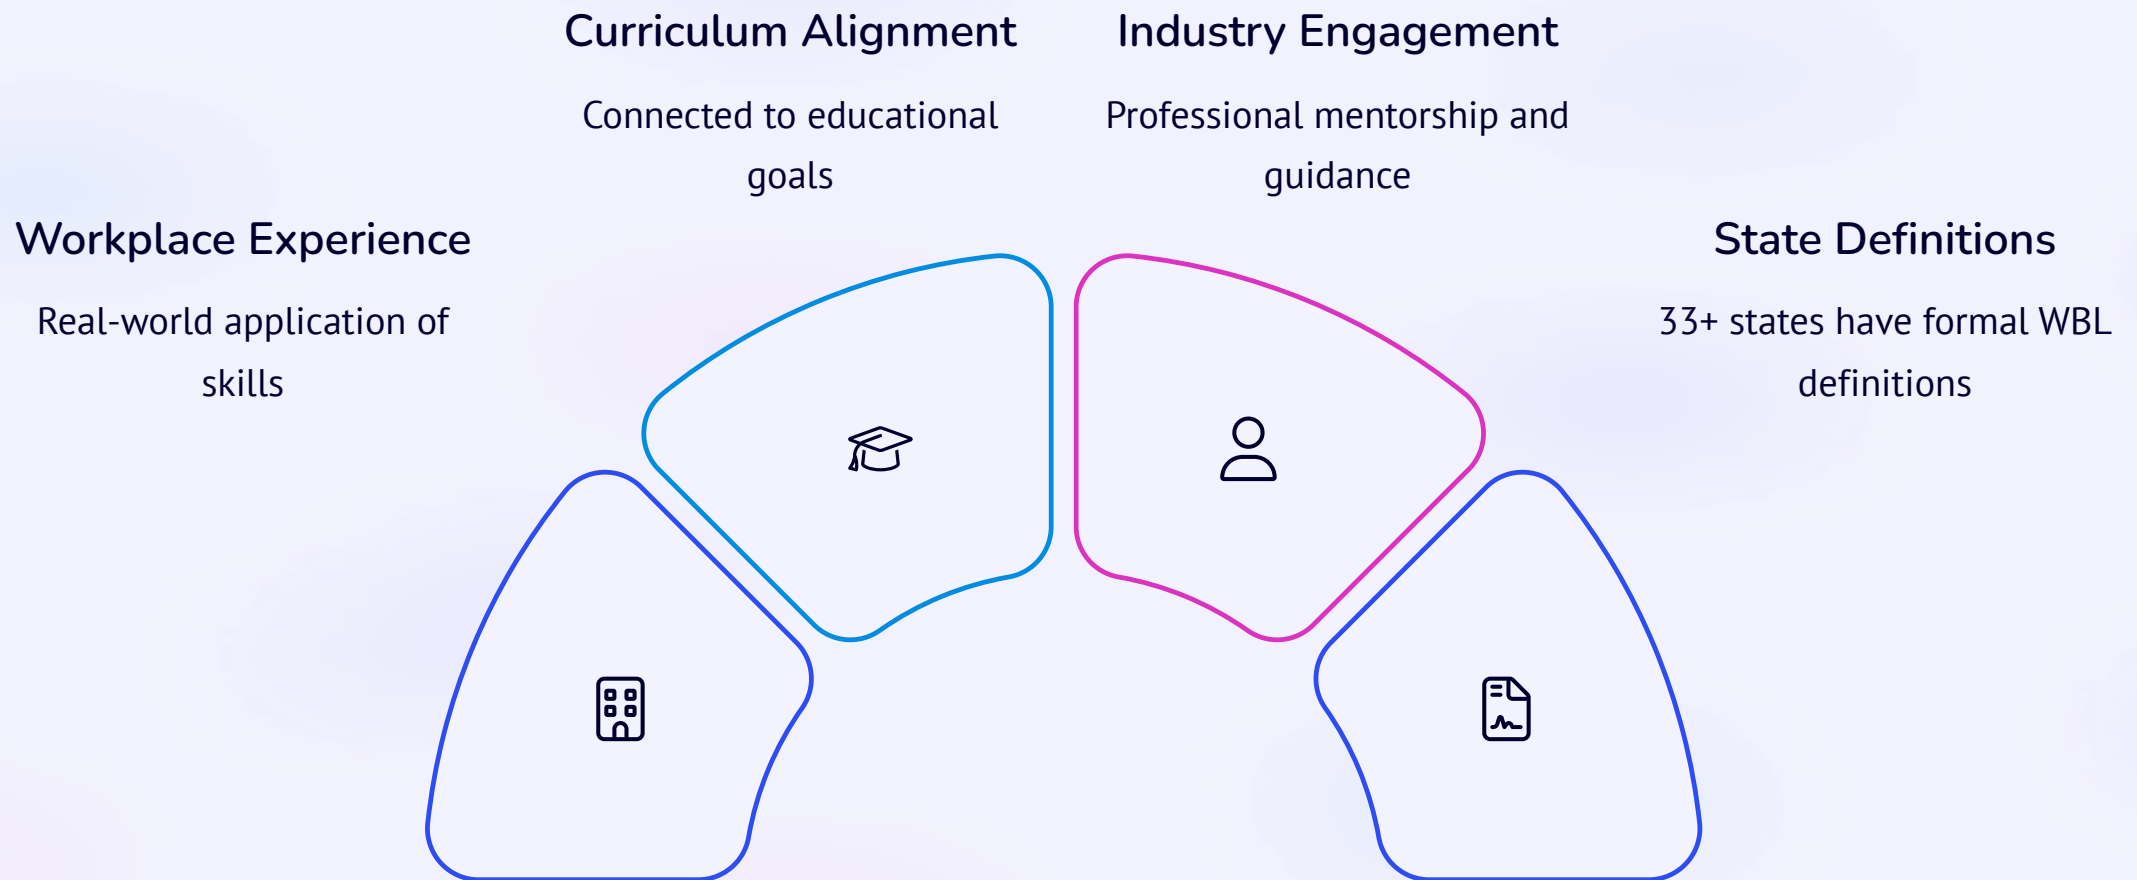 Workplace Experience
Real-world application of
skills
Curriculum Alignment
Connected to educational
goals
Industry Engagement
Professional mentorship and
guidance
State Definitions
33+ states have formal WBL
definitions